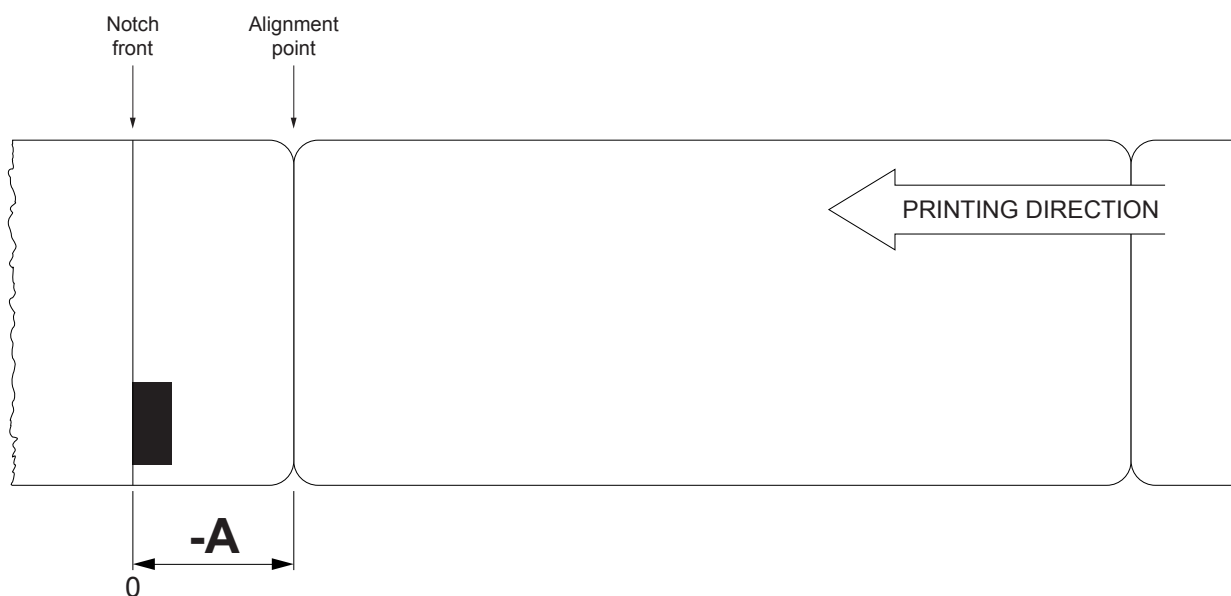 Notch
front
Alignment
point
PRINTING DIRECTION
-A
0